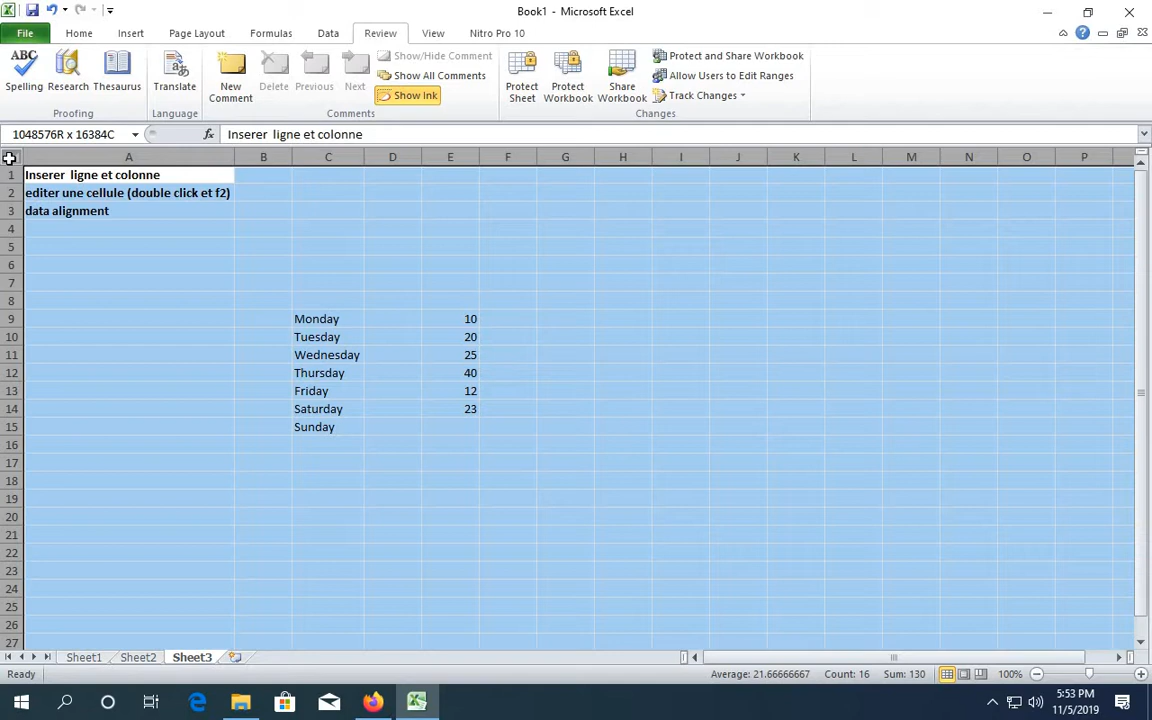 Book1 - Microsoft Excel
File Home Insert Page Layout Formulas Data Review View Nitro Pro 10
ABC Spelling Research Thesaurus Translate New Comment Delete Previous Next Show/Hide Comment Show All Comments Show Ink Protect Sheet Protect Workbook Share Workbook Protect and Share Workbook Allow Users to Edit Ranges Track Changes
Proofing Language Comments Changes
1048576R x 16384C fx Inserer ligne et colonne
A B C D E F G H I J K L M N O P
1 Inserer ligne et colonne
2 editer une cellule (double click et f2)
3 data alignment
4
5
6
7
8
9 Monday 10
10 Tuesday 20
11 Wednesday 25
12 Thursday 40
13 Friday 12
14 Saturday 23
15 Sunday
16
17
18
19
20
21
22
23
24
25
26
27
Sheet1 Sheet2 Sheet3
Ready Average: 21.66666667 Count: 16 Sum: 130 100%
5:53 PM
11/5/2019